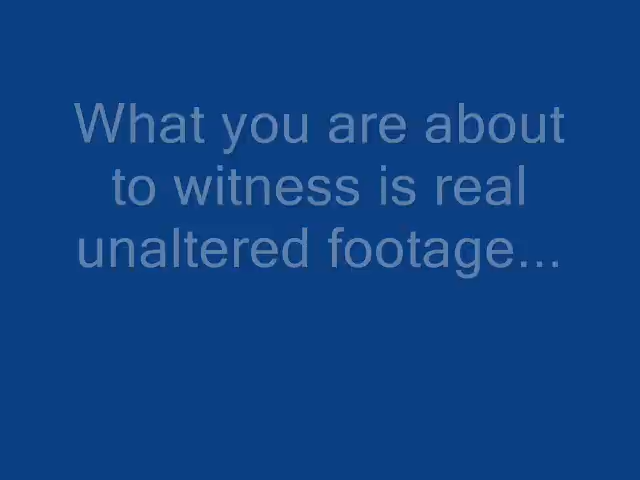 What you are about
to witness is real
unaltered footage...